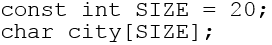 const int SIZE = 20;
char city[SIZE];